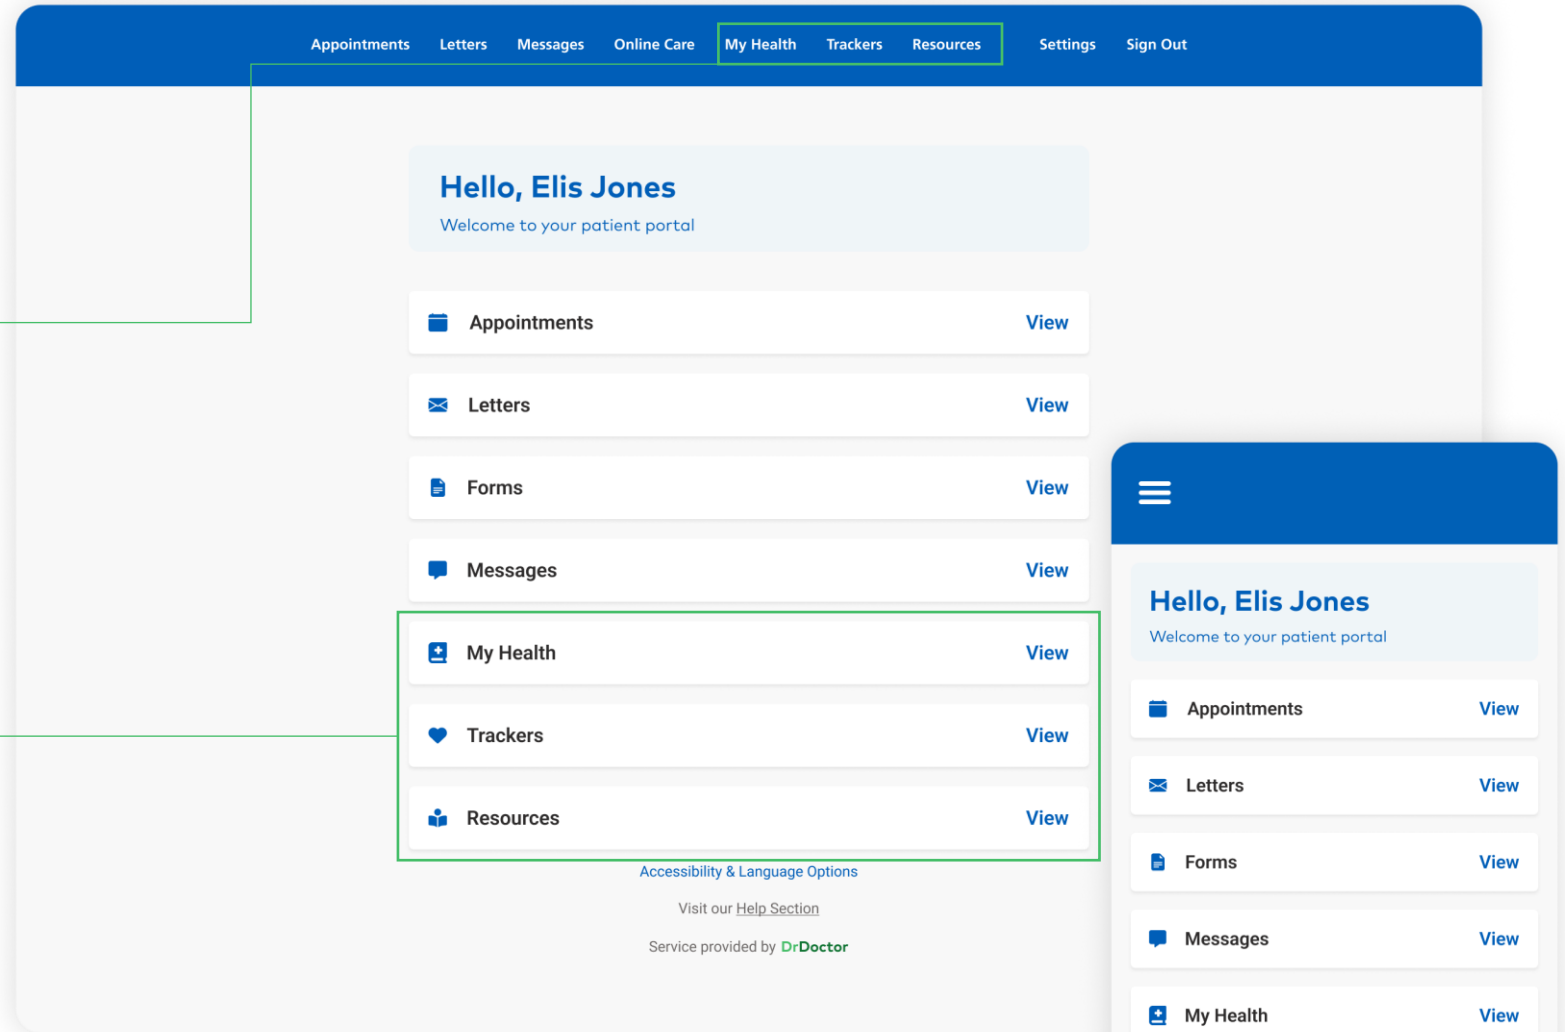 Appointments Letters Messages Online Care My Health Trackers Resources Settings Sign Out
Hello, Elis Jones
Welcome to your patient portal
Appointments View
Letters View
Forms View
Messages View
My Health View
Trackers View
Resources View
Accessibility & Language Options
Visit our Help Section
Service provided by DrDoctor
Hello, Elis Jones
Welcome to your patient portal
Appointments View
Letters View
Forms View
Messages View
My Health View